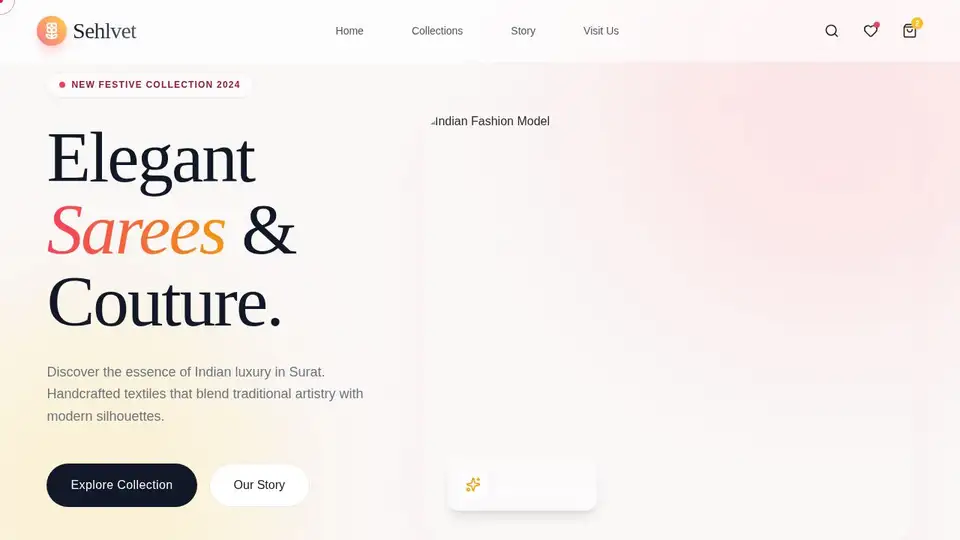 Sehlvet
Home
Collections
Story
Visit Us
2
NEW FESTIVE COLLECTION 2024
Indian Fashion Model
Elegant
Sarees &
Couture.
Discover the essence of Indian luxury in Surat.
Handcrafted textiles that blend traditional artistry with
modern silhouettes.
Explore Collection
Our Story